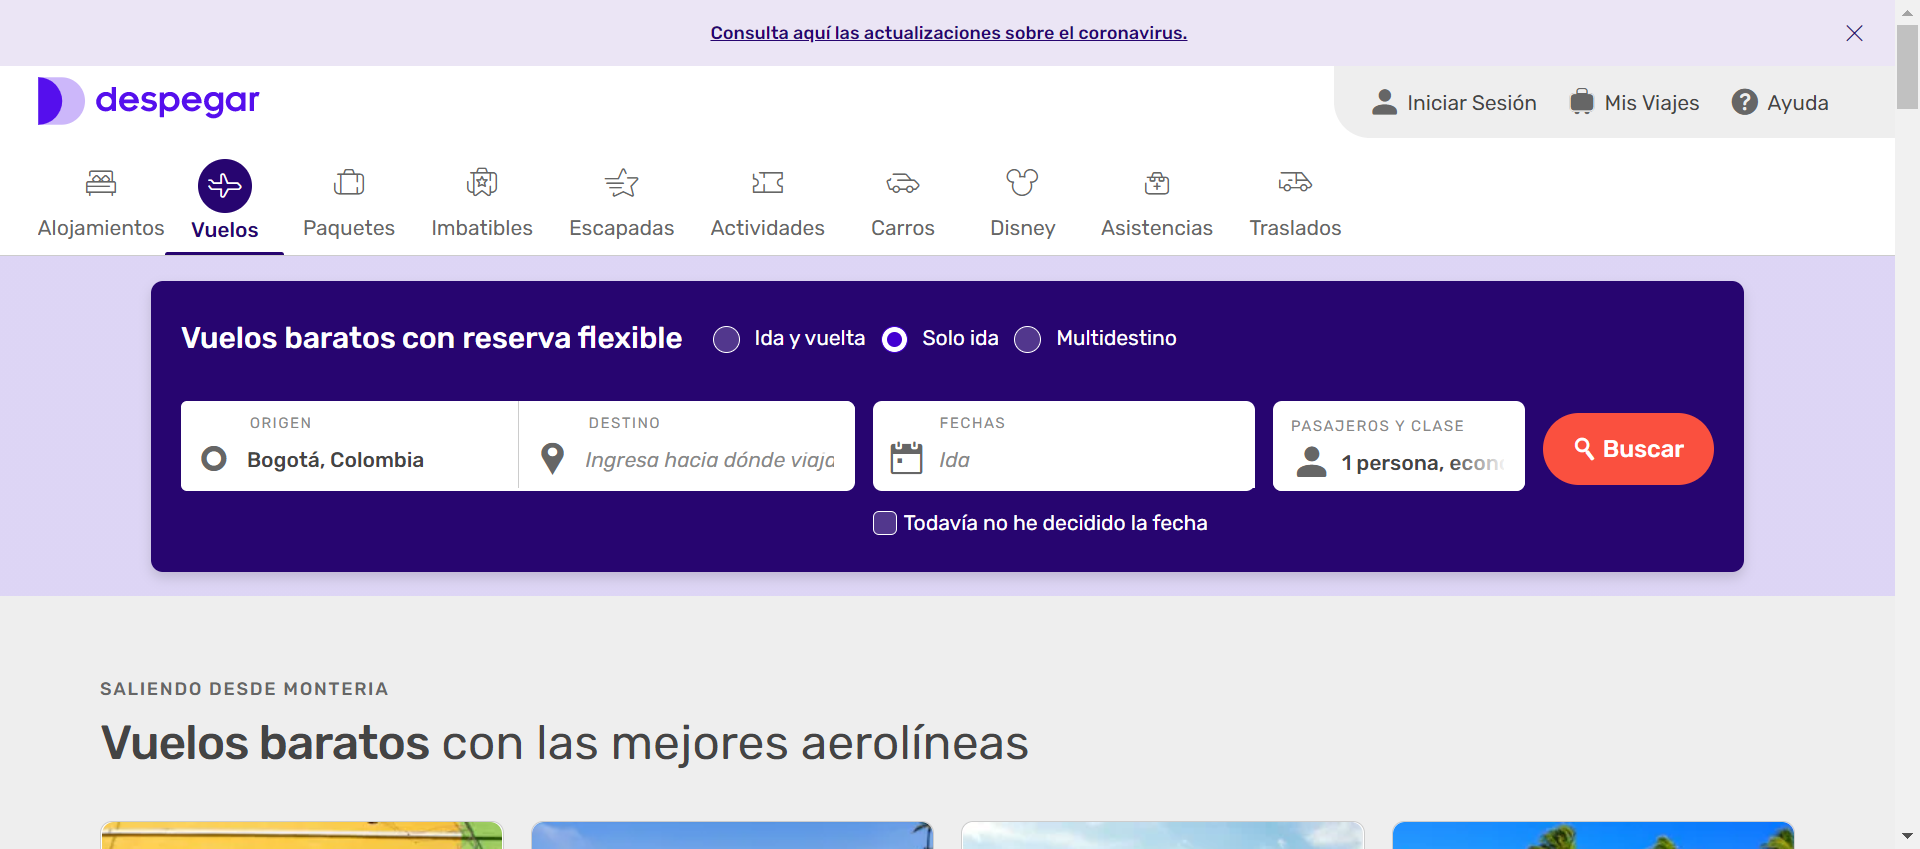 Consulta aquí las actualizaciones sobre el coronavirus.
despegar
Iniciar Sesión
Mis Viajes
Ayuda
Alojamientos
Vuelos
Paquetes
Imbatibles
Escapadas
Actividades
Carros
Disney
Asistencias
Traslados
Vuelos baratos con reserva flexible
Ida y vuelta
Solo ida
Multidestino
ORIGEN
Bogotá, Colombia
DESTINO
Ingresa hacia dónde viaja
FECHAS
Ida
PASAJEROS Y CLASE
1 persona, econ
Buscar
Todavía no he decidido la fecha
SALIENDO DESDE MONTERIA
Vuelos baratos con las mejores aerolíneas